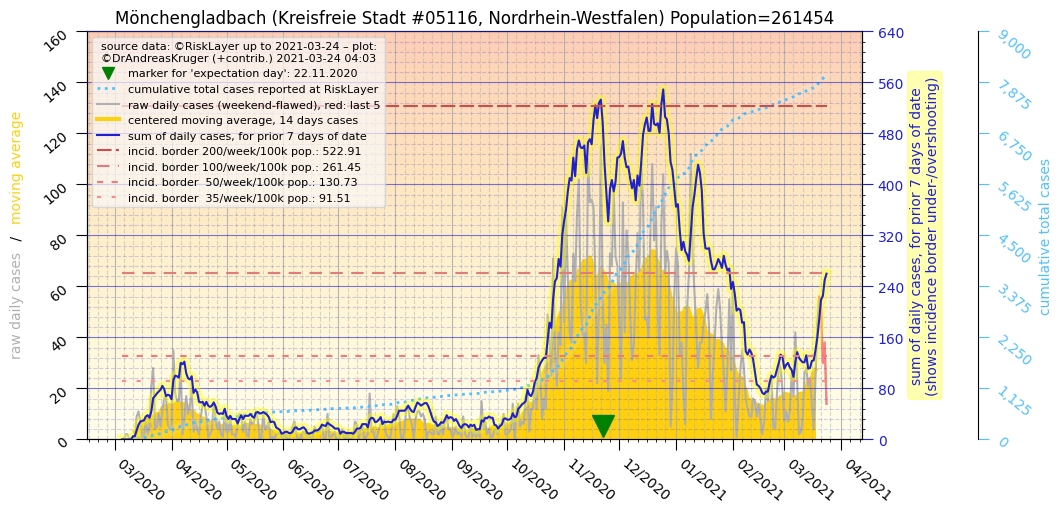 Mönchengladbach (Kreisfreie Stadt #05116, Nordrhein-Westfalen) Population=261454
source data: ©RiskLayer up to 2021-03-24 – plot:
©DrAndreasKruger (+contrib.) 2021-03-24 04:03
marker for 'expectation day': 22.11.2020
cumulative total cases reported at RiskLayer
raw daily cases (weekend-flawed), red: last 5
centered moving average, 14 days cases
sum of daily cases, for prior 7 days of date
incid. border 200/week/100k pop.: 522.91
incid. border 100/week/100k pop.: 261.45
incid. border  50/week/100k pop.: 130.73
incid. border  35/week/100k pop.: 91.51
raw daily cases / moving average
160
140
120
100
80
60
40
20
0
03/2020
04/2020
05/2020
06/2020
07/2020
08/2020
09/2020
10/2020
11/2020
12/2020
01/2021
02/2021
03/2021
04/2021
640
560
480
400
320
240
160
80
0
sum of daily cases, for prior 7 days of date
(shows incidence border under-/overshooting)
9,000
7,875
6,750
5,625
4,500
3,375
2,250
1,125
0
cumulative total cases